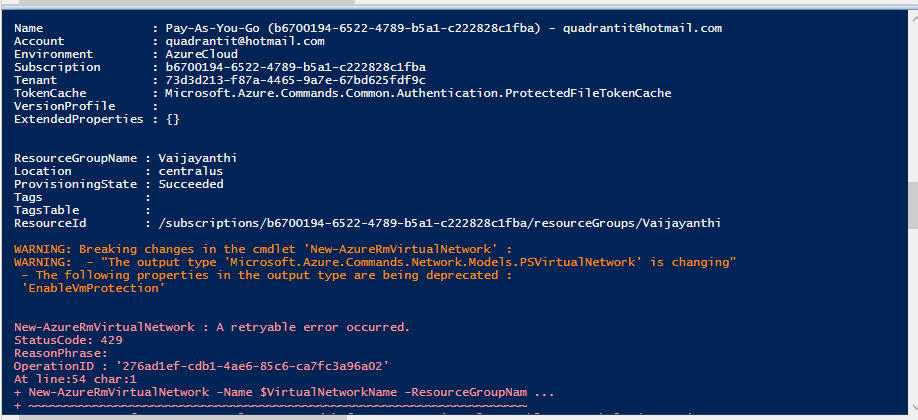 Name               : Pay-As-You-Go (b6700194-6522-4789-b5a1-c222828c1fba) - quadrantit@hotmail.com
Account            : quadrantit@hotmail.com
Environment        : AzureCloud
Subscription       : b6700194-6522-4789-b5a1-c222828c1fba
Tenant             : 73d3d213-f87a-4465-9a7e-67bd625fdf9c
TokenCache         : Microsoft.Azure.Commands.Common.Authentication.ProtectedFileTokenCache
VersionProfile     :
ExtendedProperties : {}
ResourceGroupName : Vaijayanthi
Location          : centralus
ProvisioningState : Succeeded
Tags              :
TagsTable         :
ResourceId        : /subscriptions/b6700194-6522-4789-b5a1-c222828c1fba/resourceGroups/Vaijayanthi
WARNING: Breaking changes in the cmdlet 'New-AzureRmVirtualNetwork' :
WARNING:  - "The output type 'Microsoft.Azure.Commands.Network.Models.PSVirtualNetwork' is changing"
 - The following properties in the output type are being deprecated :
 'EnableVmProtection'
New-AzureRmVirtualNetwork : A retryable error occurred.
StatusCode: 429
ReasonPhrase:
OperationID : '276ad1ef-cdb1-4ae6-85c6-ca7fc3a96a02'
At line:54 char:1
+ New-AzureRmVirtualNetwork -Name $VirtualNetworkName -ResourceGroupNam ...
+ ~~~~~~~~~~~~~~~~~~~~~~~~~~~~~~~~~~~~~~~~~~~~~~~~~~~~~~~~~~~~~~~~~~~~~